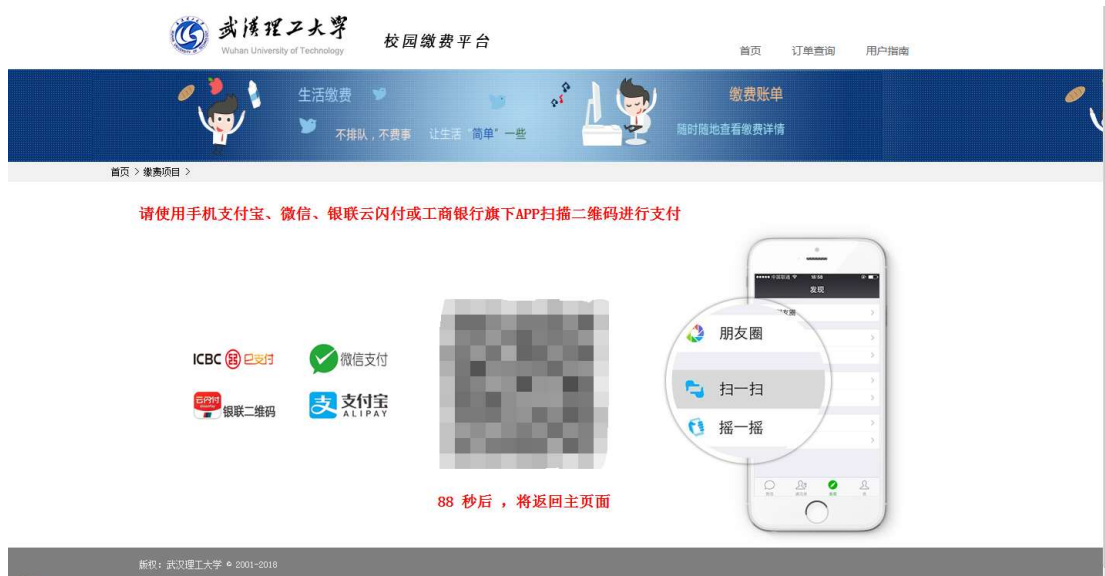 武汉理工大学
Wuhan University of Technology
校园缴费平台
首页 订单查询 用户指南
生活缴费
不排队，不费事 让生活“简单”一些
缴费账单
随时随地查看缴费详情
首页 > 缴费项目 >
请使用手机支付宝、微信、银联云闪付或工商银行旗下APP扫描二维码进行支付
发现
朋友圈
扫一扫
摇一摇
ICBC e支付
微信支付
云闪付
银联二维码
支付宝
ALIPAY
88 秒后 ，将返回主页面
版权: 武汉理工大学 © 2001-2018